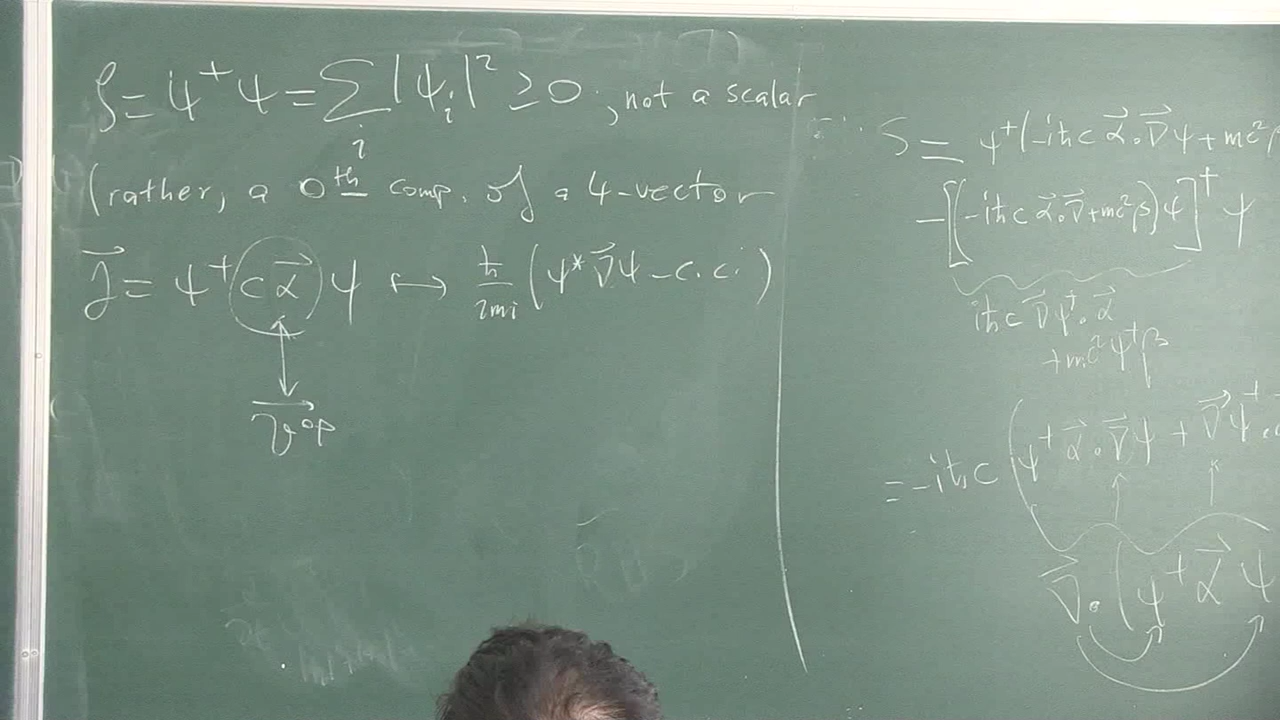 ρ = ψ⁺ψ = ∑ᵢ |ψᵢ|² ≥ 0 , not a scalar
(rather, a 0th comp. of a 4-vector
j⃗ = ψ⁺(cα⃗)ψ ↔ ħ/2mi (ψ*∇⃗ψ - c.c.)
v⃗ᵒᵖ
S = ψ⁺(-iħc α⃗·∇⃗ψ + mc²β
-[(-iħc α⃗·∇⃗ + mc²β)ψ]† ψ
iħc ∇⃗ψ⁺·α⃗
+mc²ψ⁺β
= -iħc (ψ⁺α⃗·∇⃗ψ + ∇⃗ψ⁺·
∇⃗·(ψ⁺α⃗ψ